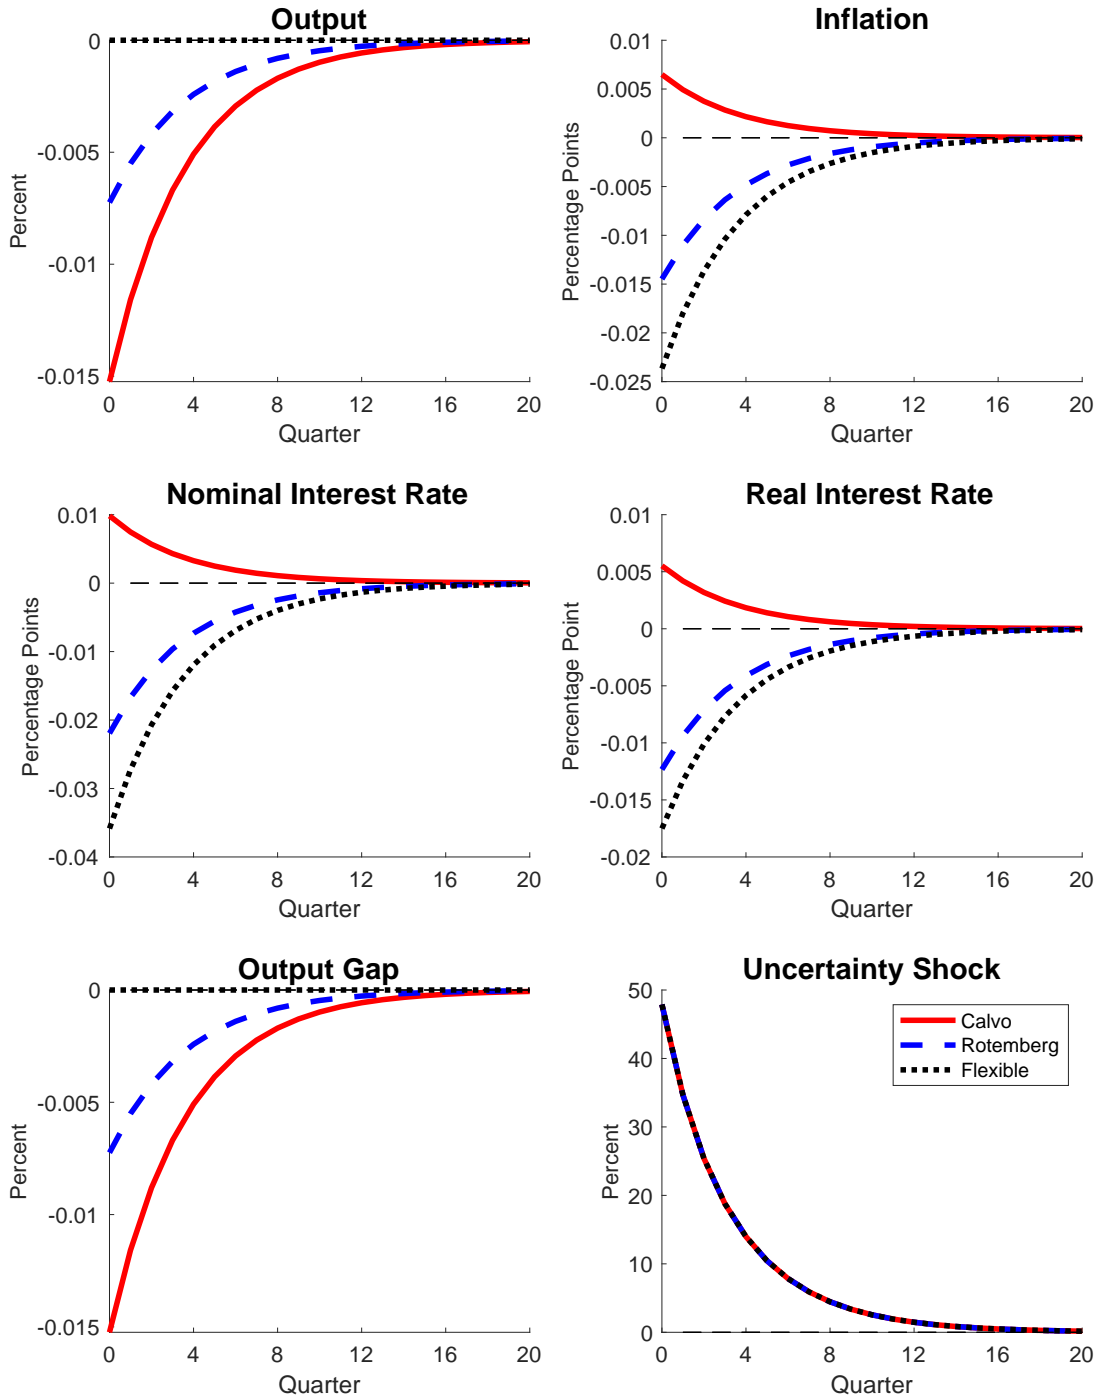 Output
0
-0.005
-0.01
-0.015
Percent
0 4 8 12 16 20
Quarter
Inflation
0.01
0.005
0
-0.005
-0.01
-0.015
-0.02
-0.025
Percentage Points
0 4 8 12 16 20
Quarter
Nominal Interest Rate
0.01
0
-0.01
-0.02
-0.03
-0.04
Percentage Points
0 4 8 12 16 20
Quarter
Real Interest Rate
0.01
0.005
0
-0.005
-0.01
-0.015
-0.02
Percentage Point
0 4 8 12 16 20
Quarter
Output Gap
0
-0.005
-0.01
-0.015
Percent
0 4 8 12 16 20
Quarter
Uncertainty Shock
50
40
30
20
10
0
Percent
0 4 8 12 16 20
Quarter
Calvo
Rotemberg
Flexible